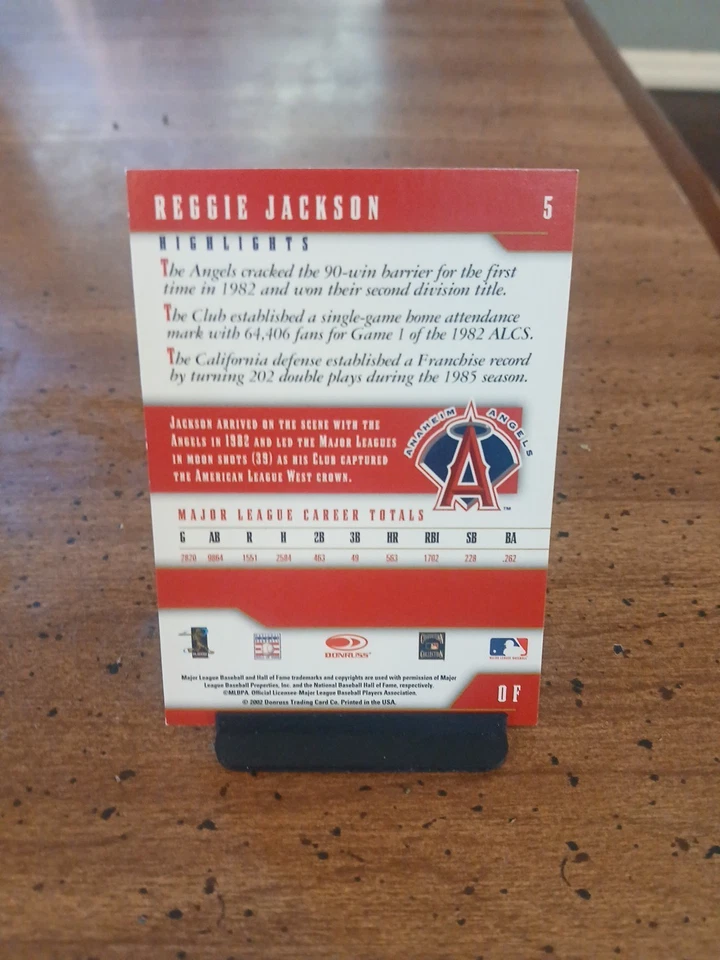 REGGIE JACKSON 5
HIGHLIGHTS
The Angels cracked the 90-win barrier for the first
time in 1982 and won their second division title.
The Club established a single-game home attendance
mark with 64,406 fans for Game 1 of the 1982 ALCS.
The California defense established a Franchise record
by turning 202 double plays during the 1985 season.
JACKSON ARRIVED ON THE SCENE WITH THE
ANGELS IN 1982 AND LED THE MAJOR LEAGUES
IN MOON SHOTS (39) AS HIS CLUB CAPTURED
THE AMERICAN LEAGUE WEST CROWN.
ANAHEIM ANGELS
A
TM
MAJOR LEAGUE CAREER TOTALS
G AB R H 2B 3B HR RBI SB BA
2820 9864 1551 2584 463 49 563 1702 228 .262
DONRUSS
MAJOR LEAGUE BASEBALL
Major League Baseball and Hall of Fame trademarks and copyrights are used with permission of Major
League Baseball Properties, Inc. and the National Baseball Hall of Fame, respectively.
©MLBPA. Official Licensee-Major League Baseball Players Association.
© 2002 Donruss Trading Card Co. Printed in the USA.
OF